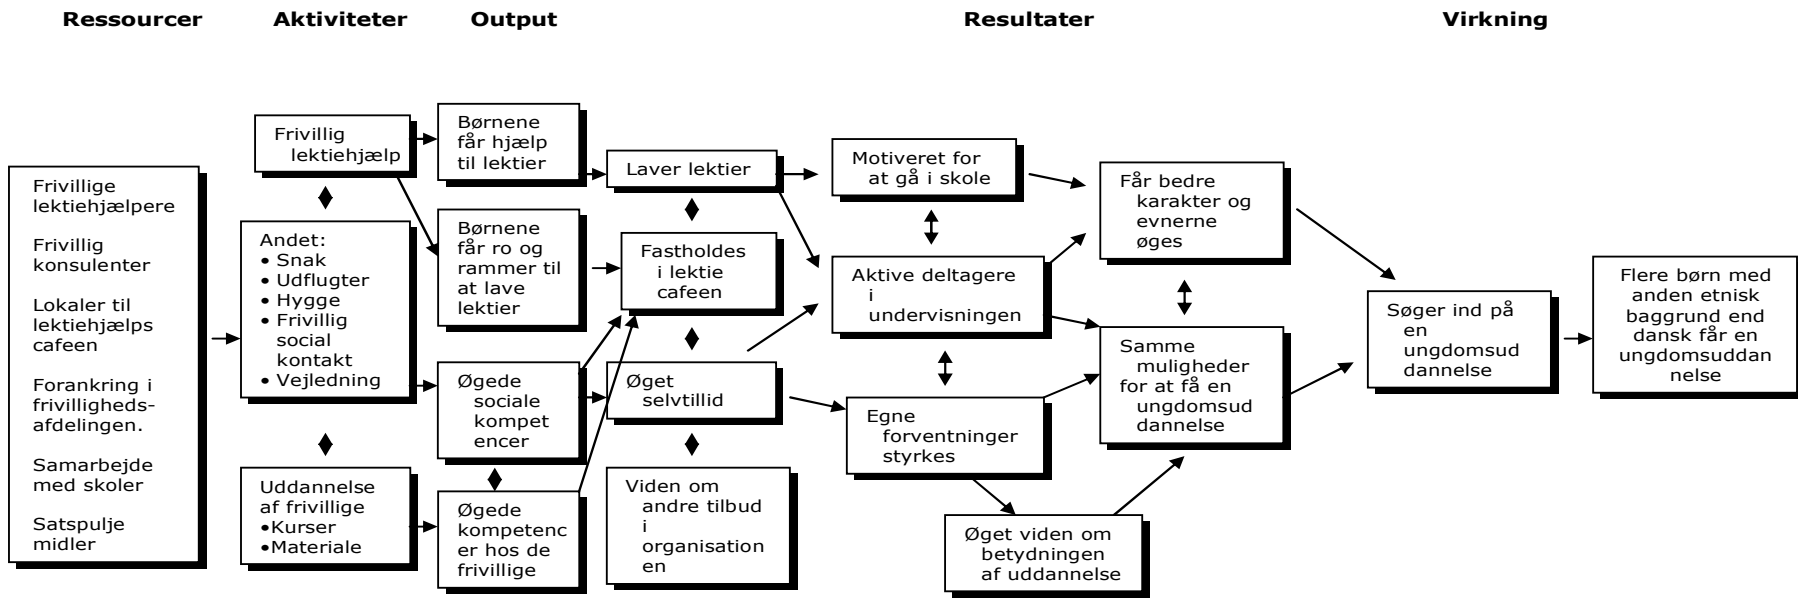 Ressourcer
Aktiviteter
Output
Resultater
Virkning
Frivillige
lektiehjælpere
Frivillig
konsulenter
Lokaler til
lektiehjælps
cafeen
Forankring i
frivilligheds-
afdelingen.
Samarbejde
med skoler
Satspulje
midler
Frivillig
lektiehjælp
Andet:
• Snak
• Udflugter
• Hygge
• Frivillig
social
kontakt
• Vejledning
Uddannelse
af frivillige
•Kurser
•Materiale
Børnene
får hjælp
til lektier
Børnene
får ro og
rammer til
at lave
lektier
Øgede
sociale
kompet
encer
Øgede
kompetenc
er hos de
frivillige
Laver lektier
Fastholdes
i lektie
cafeen
Øget
selvtillid
Viden om
andre tilbud
i
organisation
en
Motiveret for
at gå i skole
Aktive deltagere
i
undervisningen
Egne
forventninger
styrkes
Øget viden om
betydningen
af uddannelse
Får bedre
karakter og
evnerne
øges
Samme
muligheder
for at få en
ungdomsud
dannelse
Søger ind på
en
ungdomsud
dannelse
Flere børn med
anden etnisk
baggrund end
dansk får en
ungdomsuddan
nelse